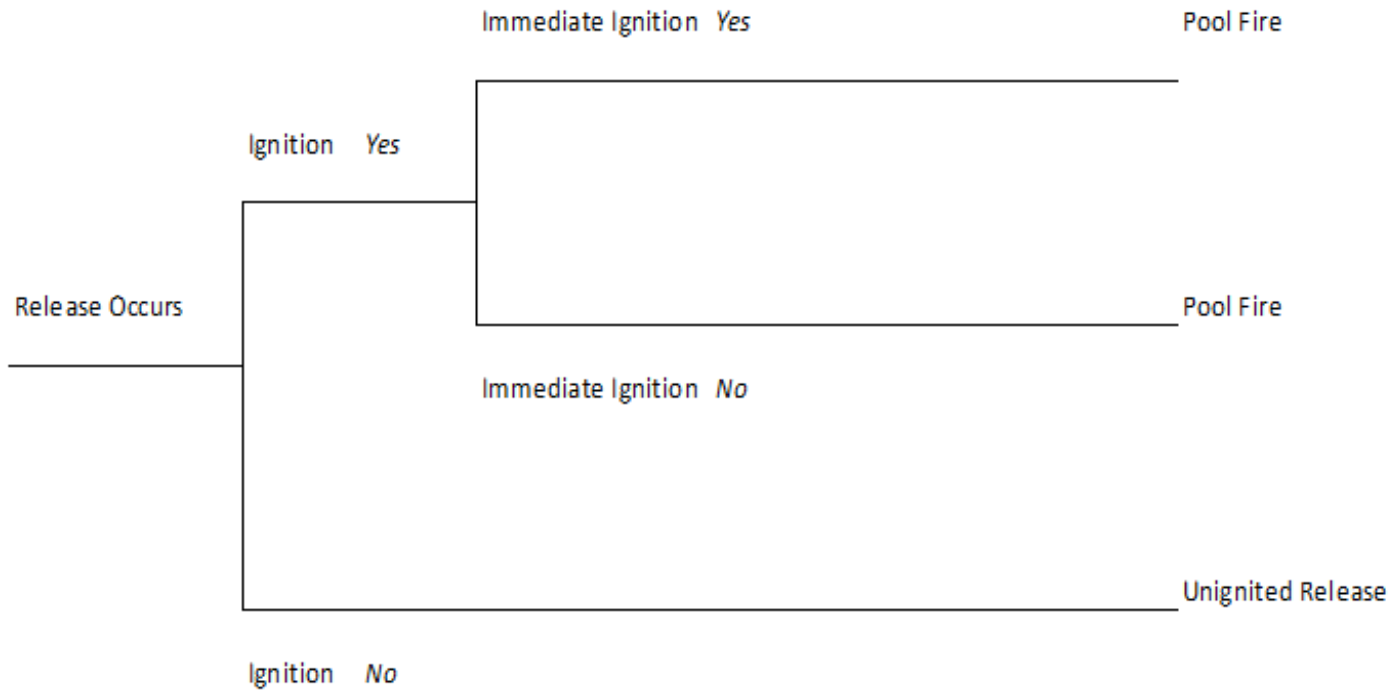 Immediate Ignition Yes
Pool Fire
Ignition Yes
Release Occurs
Pool Fire
Immediate Ignition No
Unignited Release
Ignition No